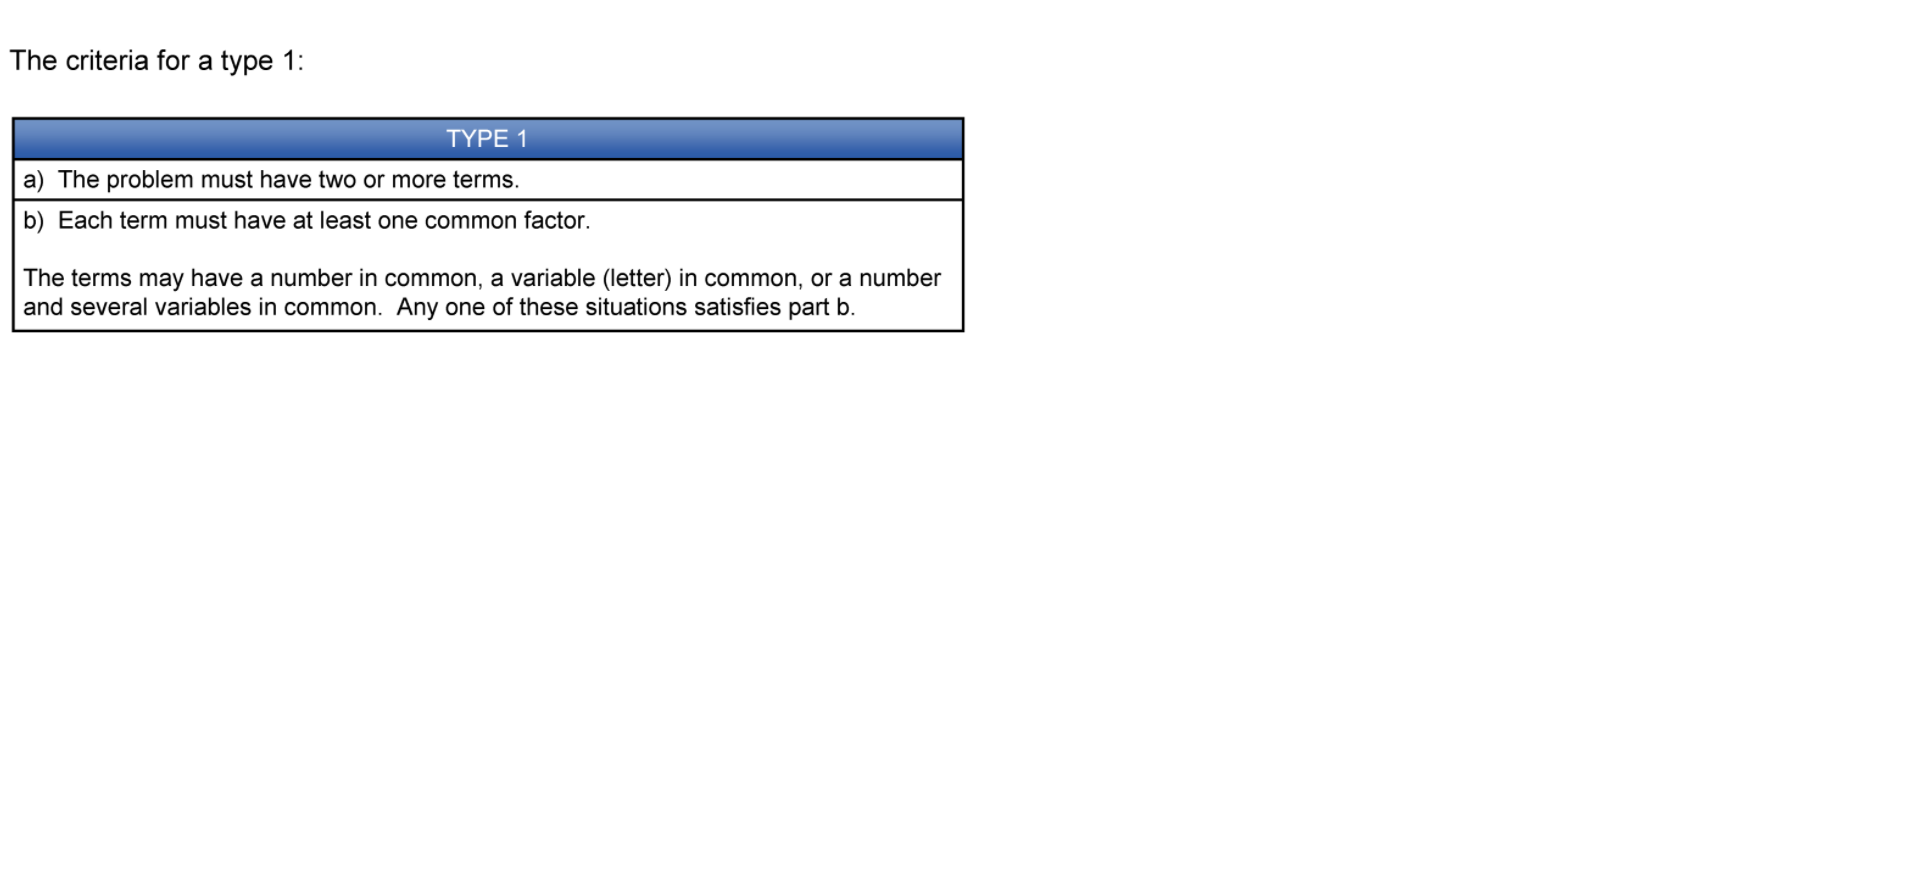 The criteria for a type 1:
TYPE 1
a)  The problem must have two or more terms.
b)  Each term must have at least one common factor.
The terms may have a number in common, a variable (letter) in common, or a number
and several variables in common.  Any one of these situations satisfies part b.